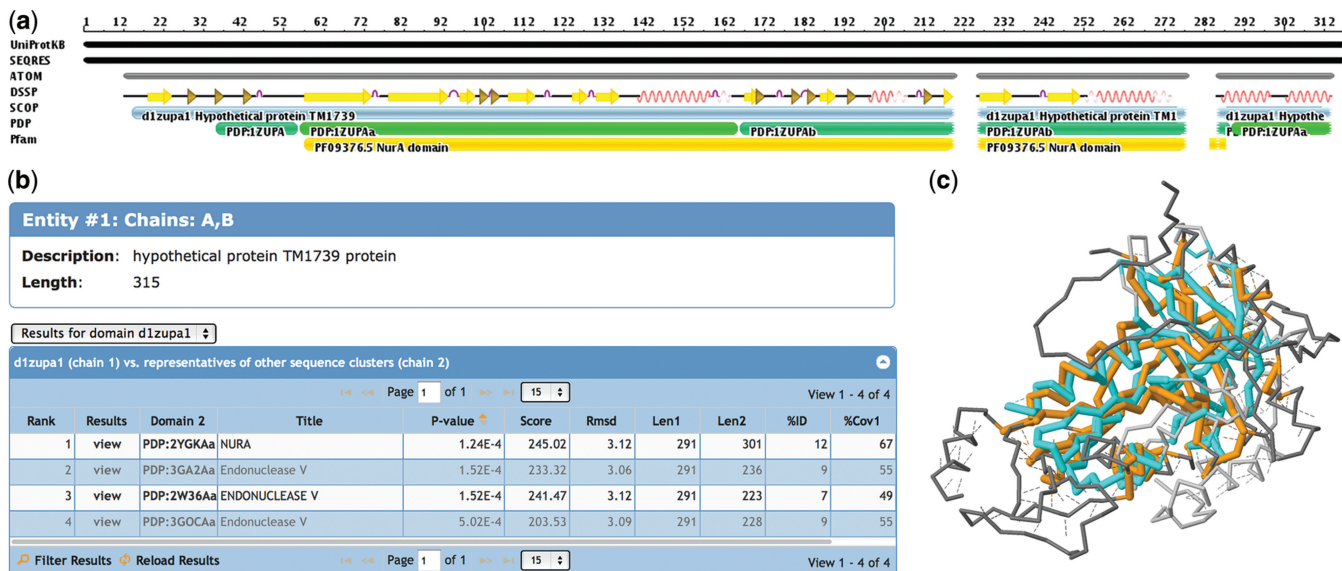 (a)
1 12 22 32 42 52 62 72 82 92 102 112 122 132 142 152 162 172 182 192 202 212 222 232 242 252 262 272 282 292 302 312
UniProtKB
SEQRES
ATOM
DSSP
SCOP d1zupa1 Hypothetical protein TM1739 d1zupa1 Hypothetical protein TM1 d1zupa1 Hypothe
PDP PDP:1ZUPA PDP:1ZUPAa PDP:1ZUPAb PDP:1ZUPAb P PDP:1ZUPAa
Pfam PF09376.5 NurA domain PF09376.5 NurA domain
(b)
Entity #1: Chains: A,B
Description: hypothetical protein TM1739 protein
Length: 315
Results for domain d1zupa1
d1zupa1 (chain 1) vs. representatives of other sequence clusters (chain 2)
Page 1 of 1 15 View 1 - 4 of 4
Rank Results Domain 2 Title P-value Score Rmsd Len1 Len2 %ID %Cov1
1 view PDP:2YGKAa NURA 1.24E-4 245.02 3.12 291 301 12 67
2 view PDP:3GA2Aa Endonuclease V 1.52E-4 233.32 3.06 291 236 9 55
3 view PDP:2W36Aa ENDONUCLEASE V 1.52E-4 241.47 3.12 291 223 7 49
4 view PDP:3GOCAa Endonuclease V 5.02E-4 203.53 3.09 291 228 9 55
Filter Results Reload Results Page 1 of 1 15 View 1 - 4 of 4
(c)